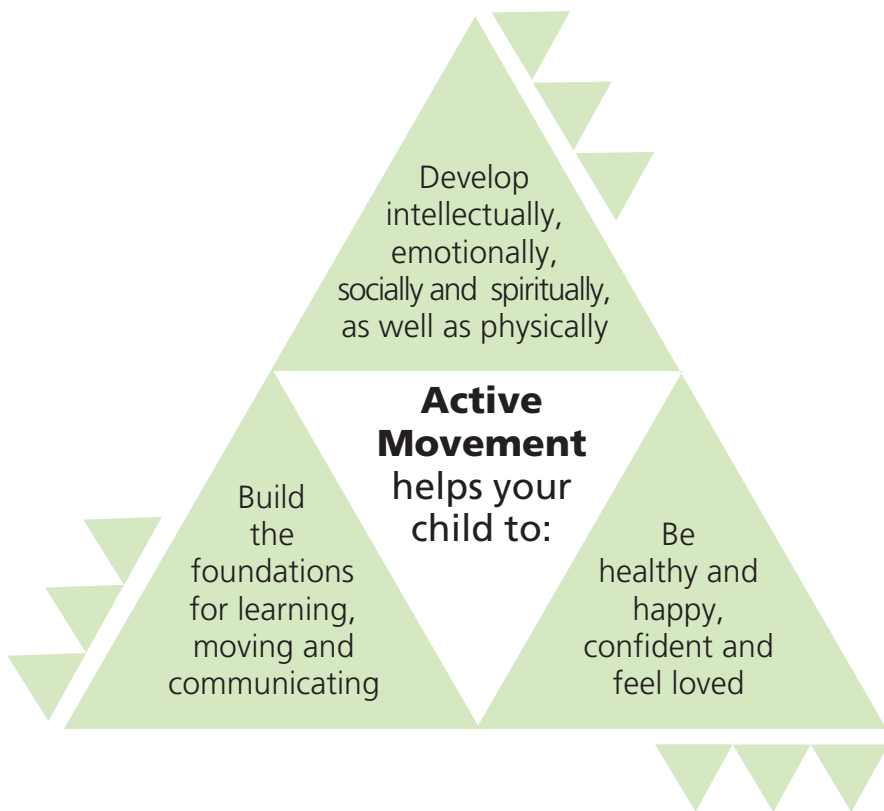 Develop
intellectually,
emotionally,
socially and spiritually,
as well as physically
Active
Movement
helps your
child to:
Build
the
foundations
for learning,
moving and
communicating
Be
healthy and
happy,
confident and
feel loved